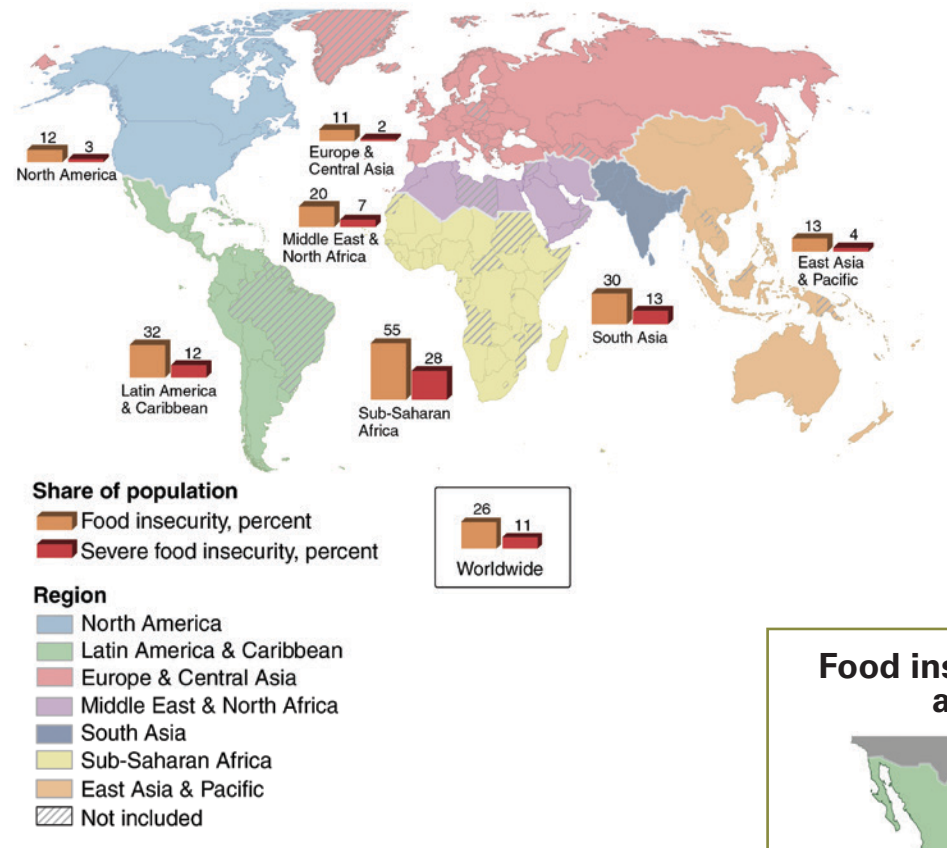 12
3
North America
11
2
Europe &
Central Asia
20
7
Middle East &
North Africa
13
4
East Asia
& Pacific
30
13
South Asia
32
12
Latin America
& Caribbean
55
28
Sub-Saharan
Africa
Share of population
Food insecurity, percent
Severe food insecurity, percent
26
11
Worldwide
Region
North America
Latin America & Caribbean
Europe & Central Asia
Middle East & North Africa
South Asia
Sub-Saharan Africa
East Asia & Pacific
Not included
Food ins
a